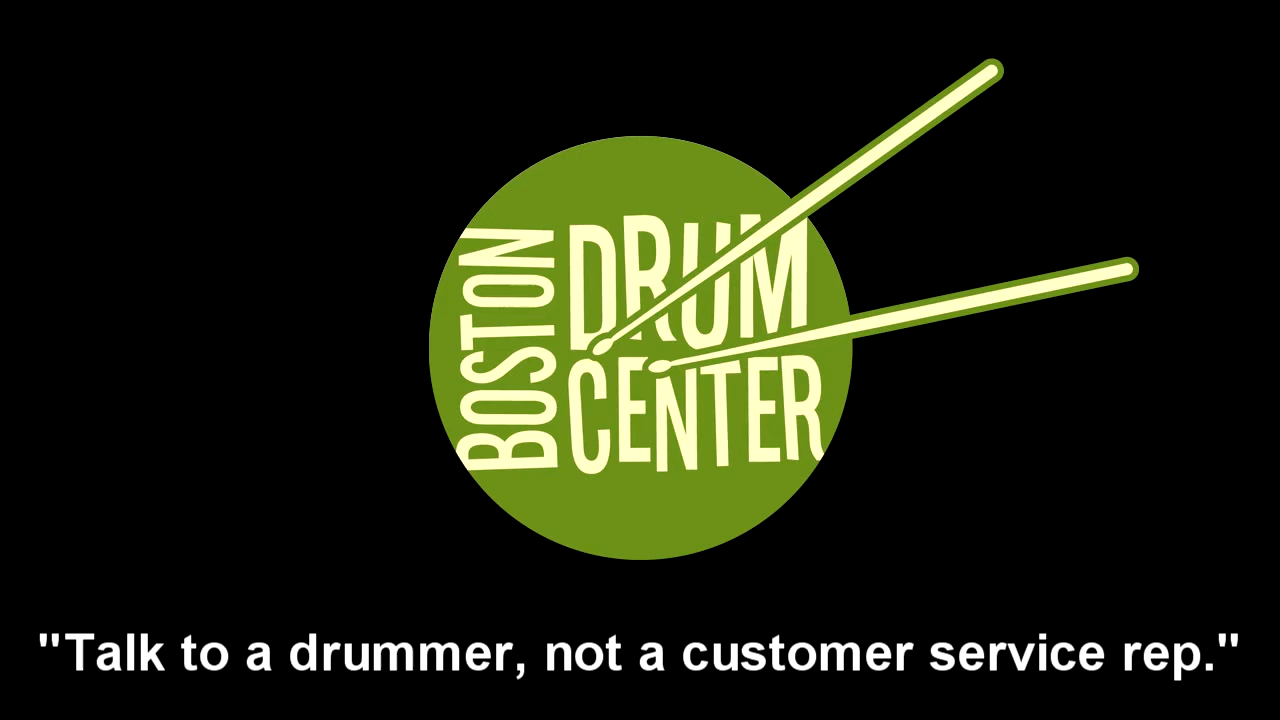 BOSTON
DRUM
CENTER
"Talk to a drummer, not a customer service rep."